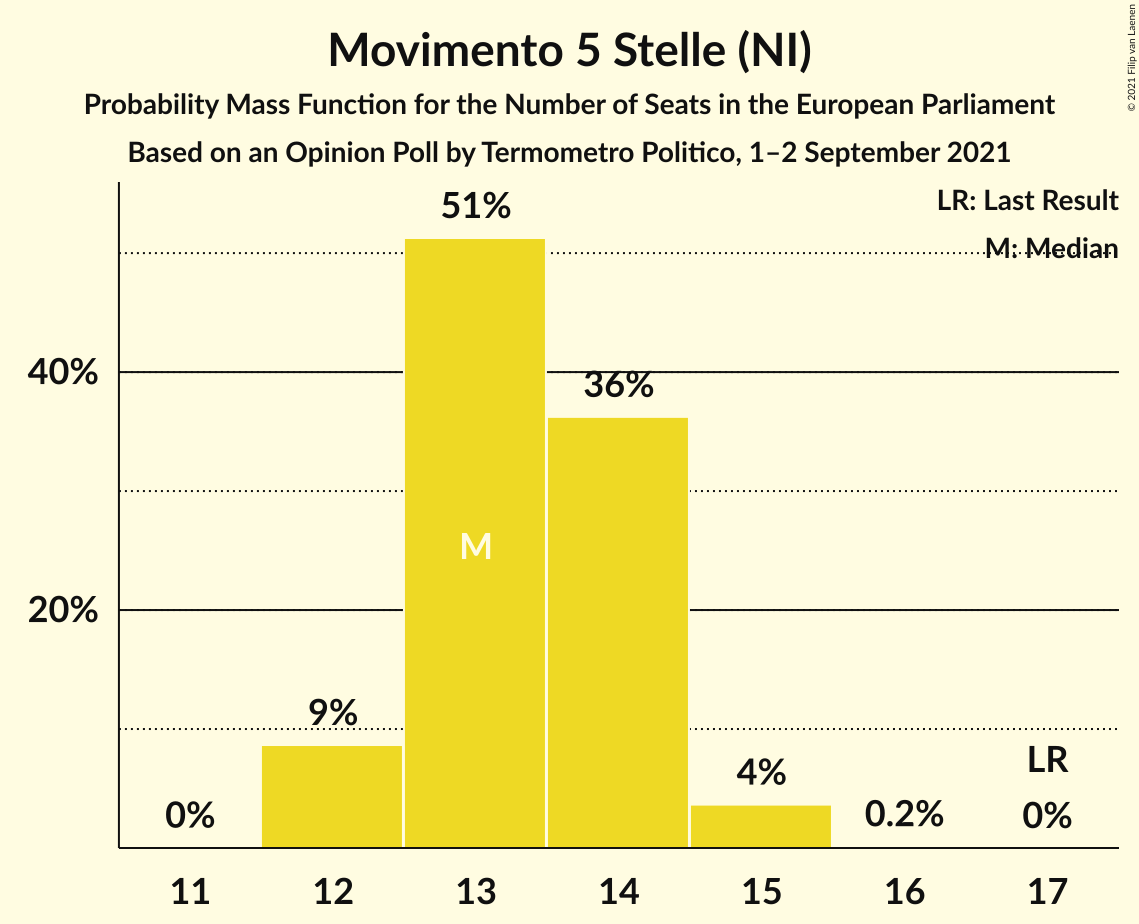 Movimento 5 Stelle (NI)
Probability Mass Function for the Number of Seats in the European Parliament
Based on an Opinion Poll by Termometro Politico, 1–2 September 2021
© 2021 Filip van Laenen
LR: Last Result
M: Median
51%
40%
36%
M
20%
9%
4%
LR
0%
0.2%
0%
11 12 13 14 15 16 17